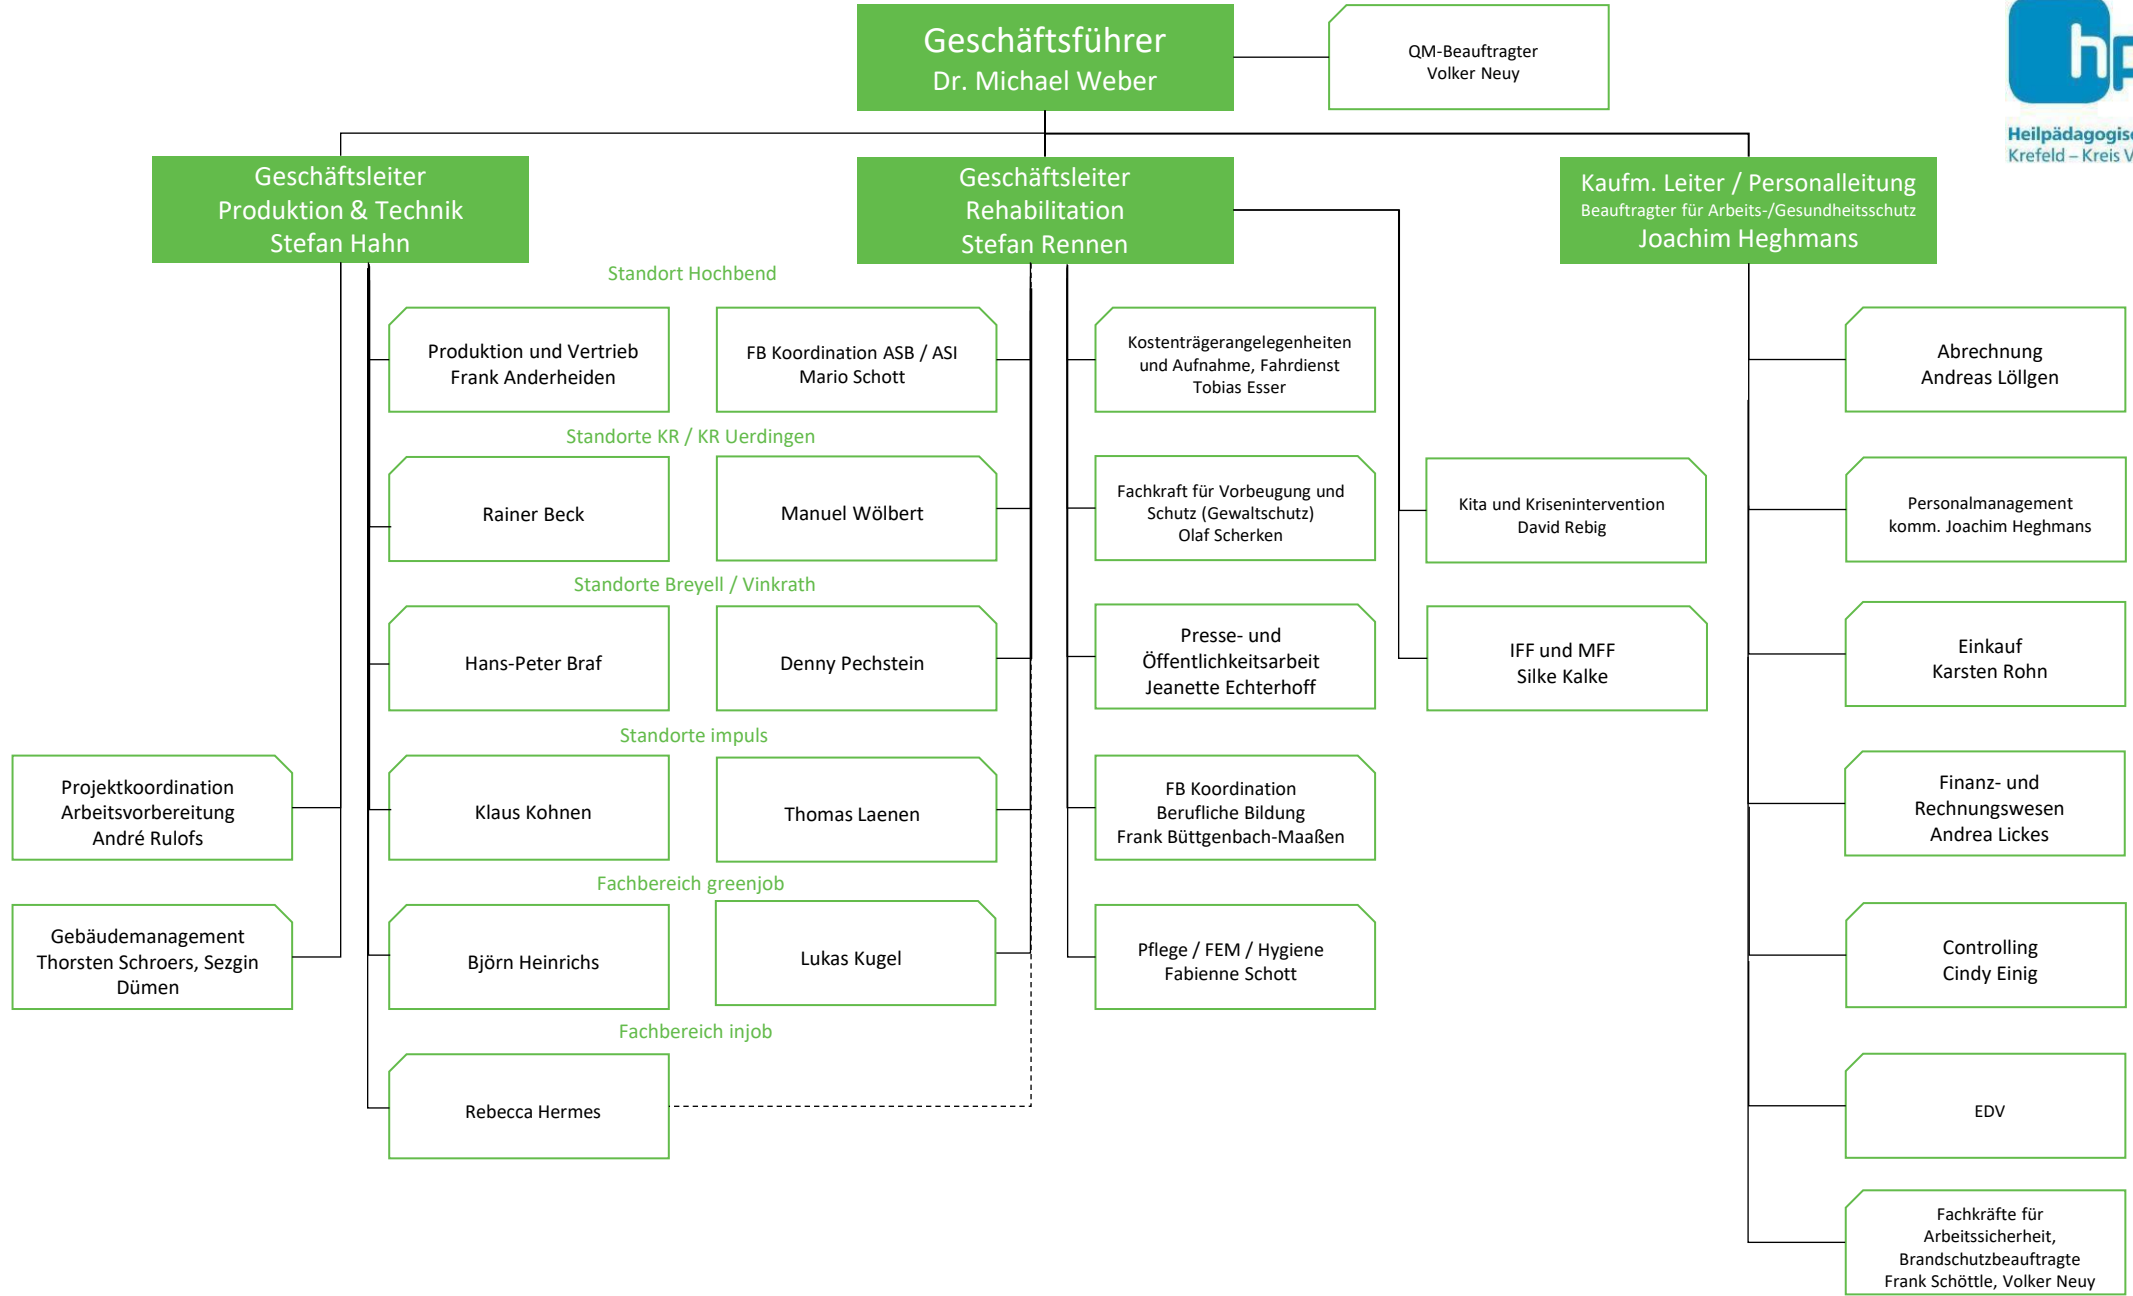 Geschäftsführer
Dr. Michael Weber
QM-Beauftragter
Volker Neuy
Krefeld – Kreis
Geschäftsleiter
Produktion & Technik
Stefan Hahn
Geschäftsleiter
Rehabilitation
Stefan Rennen
Kaufm. Leiter / Personalleitung
Beauftragter für Arbeits-/Gesundheitsschutz
Joachim Heghmans
Standort Hochbend
Produktion und Vertrieb
Frank Anderheiden
FB Koordination ASB / ASI
Mario Schott
Kostenträgerangelegenheiten
und Aufnahme, Fahrdienst
Tobias Esser
Abrechnung
Andreas Löllgen
Standorte KR / KR Uerdingen
Rainer Beck
Manuel Wölbert
Fachkraft für Vorbeugung und
Schutz (Gewaltschutz)
Olaf Scherken
Kita und Krisenintervention
David Rebig
Personalmanagement
komm. Joachim Heghmans
Standorte Breyell / Vinkrath
Hans-Peter Braf
Denny Pechstein
Presse- und
Öffentlichkeitsarbeit
Jeanette Echterhoff
IFF und MFF
Silke Kalke
Einkauf
Karsten Rohn
Standorte impuls
Projektkoordination
Arbeitsvorbereitung
André Rulofs
Klaus Kohnen
Thomas Laenen
FB Koordination
Berufliche Bildung
Frank Büttgenbach-Maaßen
Finanz- und
Rechnungswesen
Andrea Lickes
Fachbereich greenjob
Gebäudemanagement
Thorsten Schroers, Sezgin
Dümen
Björn Heinrichs
Lukas Kugel
Pflege / FEM / Hygiene
Fabienne Schott
Controlling
Cindy Einig
Fachbereich injob
Rebecca Hermes
EDV
Fachkräfte für
Arbeitssicherheit,
Brandschutzbeauftragte
Frank Schöttle, Volker Neuy